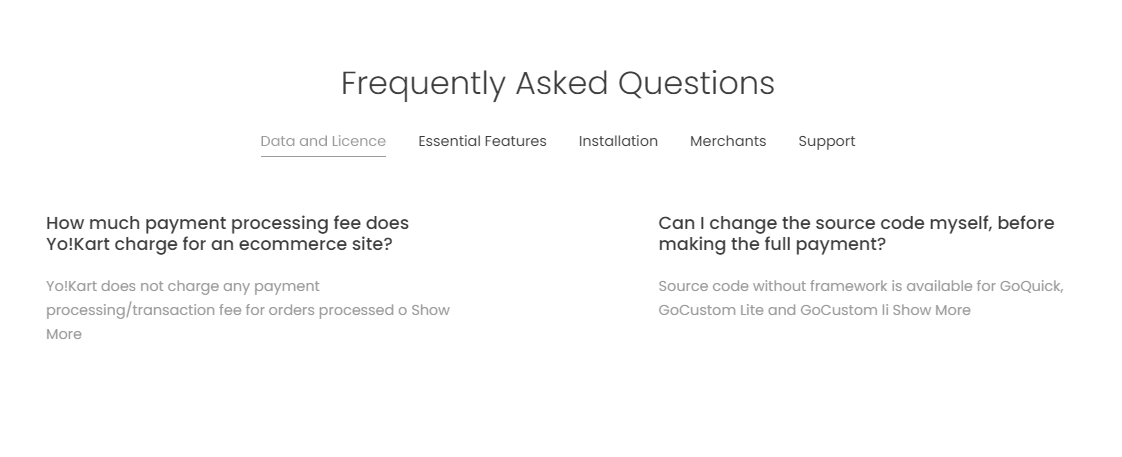 Frequently Asked Questions
Data and Licence Essential Features Installation Merchants Support
How much payment processing fee does
Yo!Kart charge for an ecommerce site?
Yo!Kart does not charge any payment
processing/transaction fee for orders processed o Show
More
Can I change the source code myself, before
making the full payment?
Source code without framework is available for GoQuick,
GoCustom Lite and GoCustom li Show More